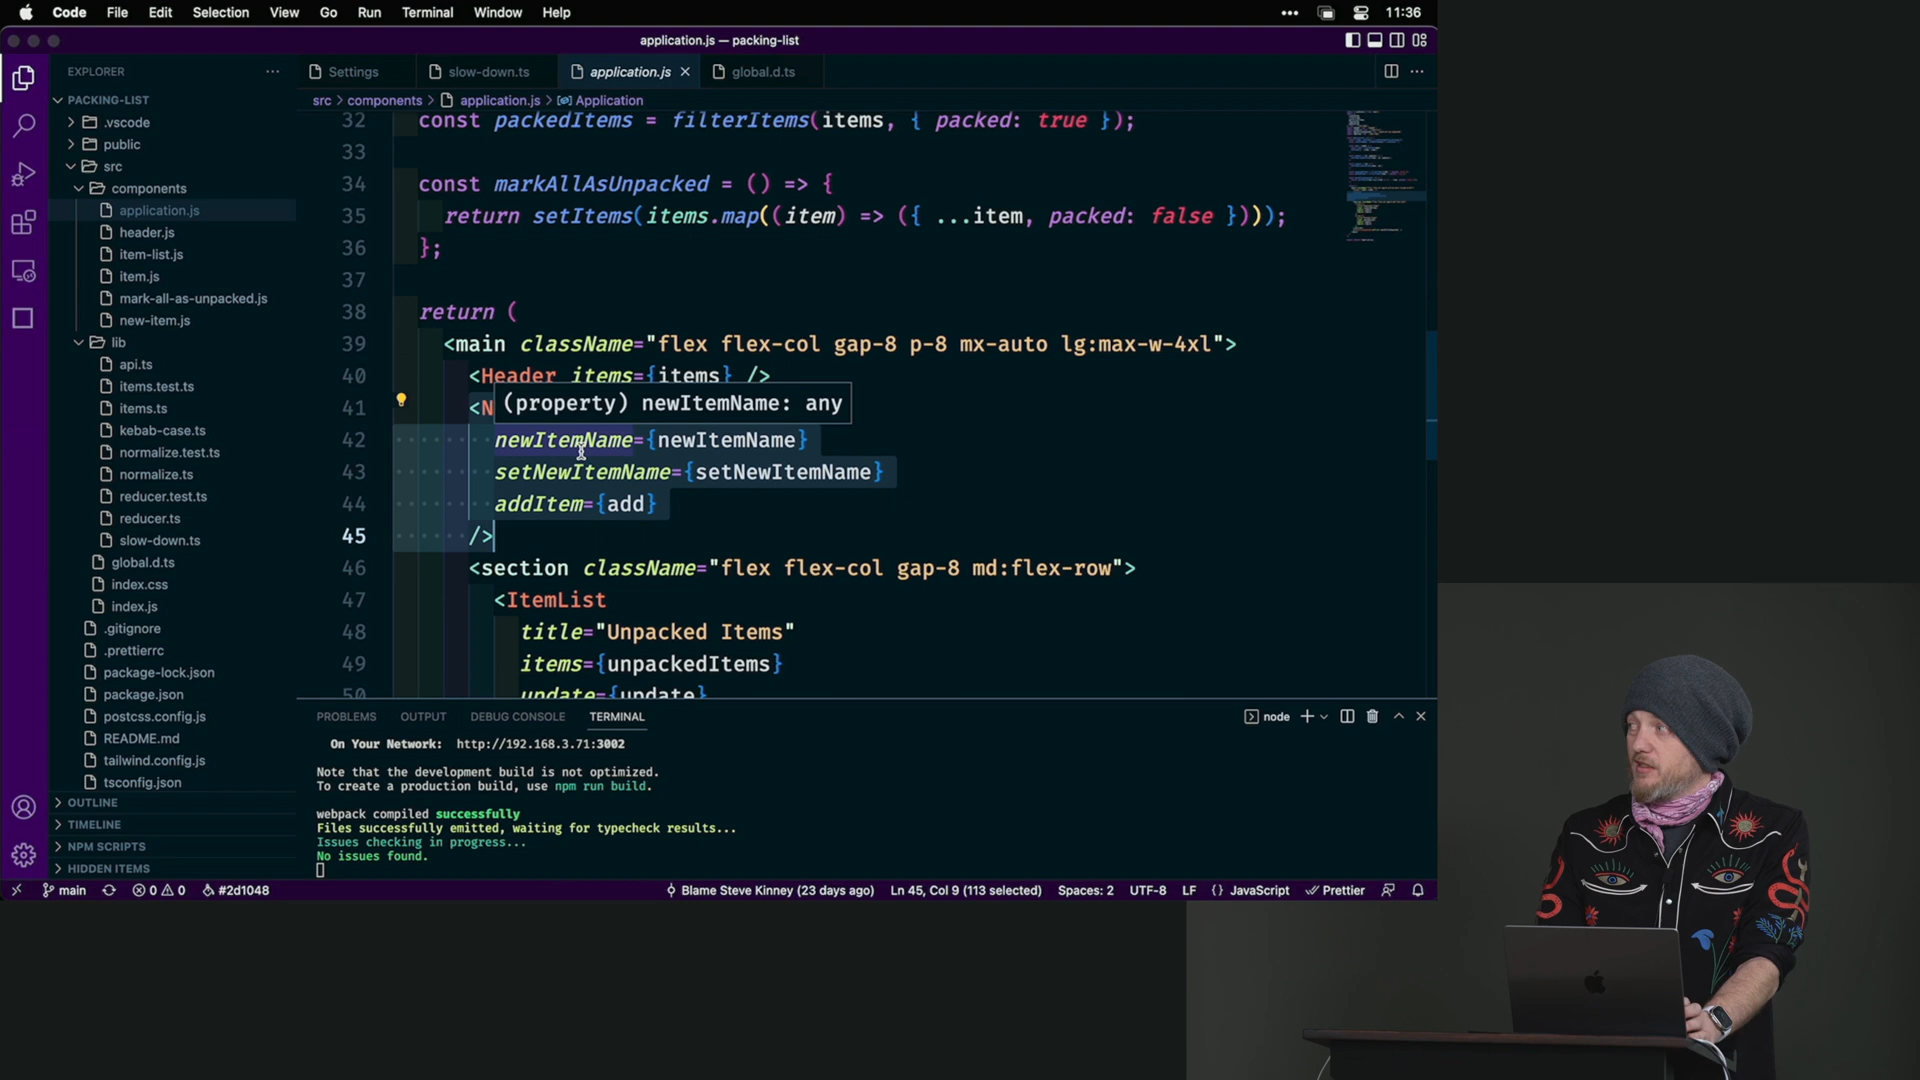 Code File Edit Selection View Go Run Terminal Window Help
11:36
application.js — packing-list
EXPLORER
Settings
slow-down.ts
application.js
global.d.ts
src > components > application.js > Application
PACKING-LIST
.vscode
public
src
components
application.js
header.js
item-list.js
item.js
mark-all-as-unpacked.js
new-item.js
lib
api.ts
items.test.ts
items.ts
kebab-case.ts
normalize.test.ts
normalize.ts
reducer.test.ts
reducer.ts
slow-down.ts
global.d.ts
index.css
index.js
.gitignore
.prettierrc
package-lock.json
package.json
postcss.config.js
README.md
tailwind.config.js
tsconfig.json
OUTLINE
TIMELINE
NPM SCRIPTS
HIDDEN ITEMS
32 const packedItems = filterItems(items, { packed: true });
33
34 const markAllAsUnpacked = () => {
35 return setItems(items.map((item) => ({ ...item, packed: false })));
36 };
37
38 return (
39 <main className="flex flex-col gap-8 p-8 mx-auto lg:max-w-4xl">
40 <Header items={items} />
(property) newItemName: any
41 <N
42 newItemName={newItemName}
43 setNewItemName={setNewItemName}
44 addItem={add}
45 />
46 <section className="flex flex-col gap-8 md:flex-row">
47 <ItemList
48 title="Unpacked Items"
49 items={unpackedItems}
50 update={update}
PROBLEMS OUTPUT DEBUG CONSOLE TERMINAL
node
On Your Network: http://192.168.3.71:3002
Note that the development build is not optimized.
To create a production build, use npm run build.
webpack compiled successfully
Files successfully emitted, waiting for typecheck results...
Issues checking in progress...
No issues found.
main 0 0 #2d1048 Blame Steve Kinney (23 days ago) Ln 45, Col 9 (113 selected) Spaces: 2 UTF-8 LF {} JavaScript Prettier